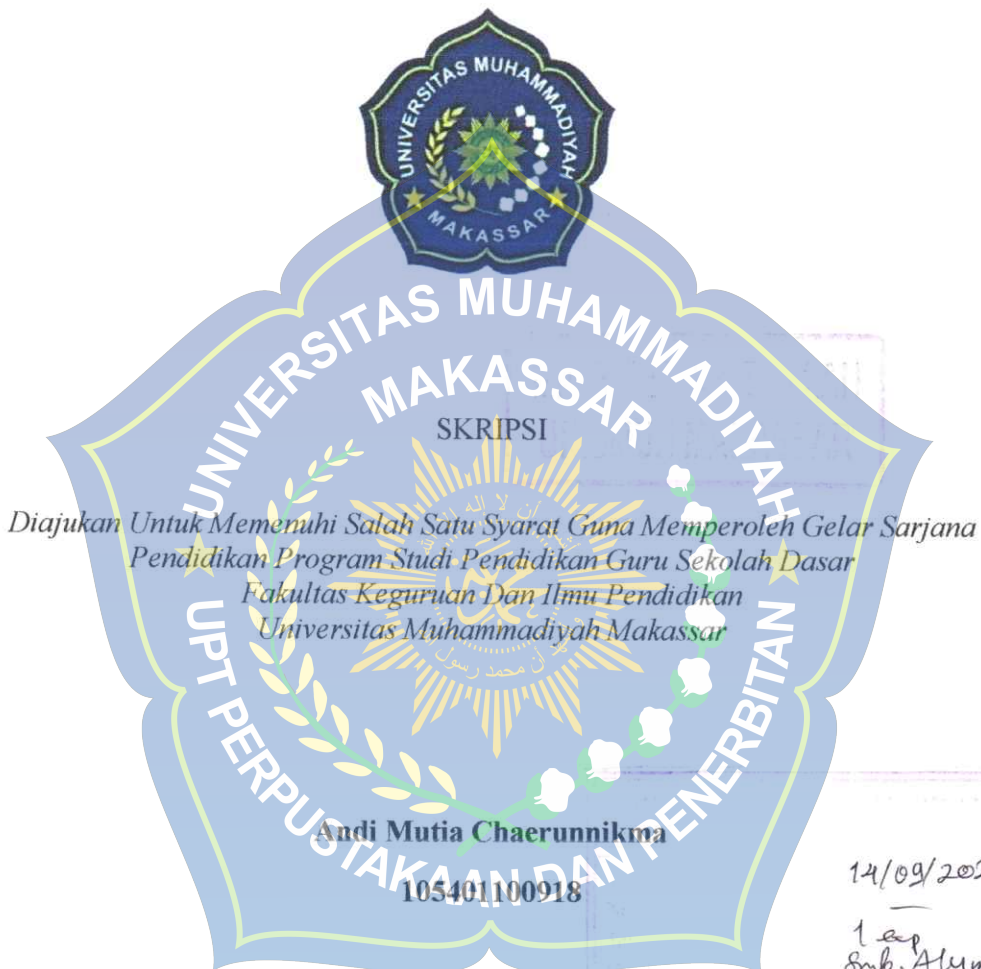 UNIVERSITAS MUHAMMADIYAH
MAKASSAR
UNIVERSITAS MUHAMMADIYAH
MAKASSAR
SKRIPSI
Diajukan Untuk Memenuhi Salah Satu Syarat Guna Memperoleh Gelar Sarjana
Pendidikan Program Studi Pendidikan Guru Sekolah Dasar
Fakultas Keguruan Dan Ilmu Pendidikan
Universitas Muhammadiyah Makassar
UPT PERPUSTAKAAN DAN PENERBITAN
Andi Mutia Chaerunnikma
105401100918
14/09/202
1